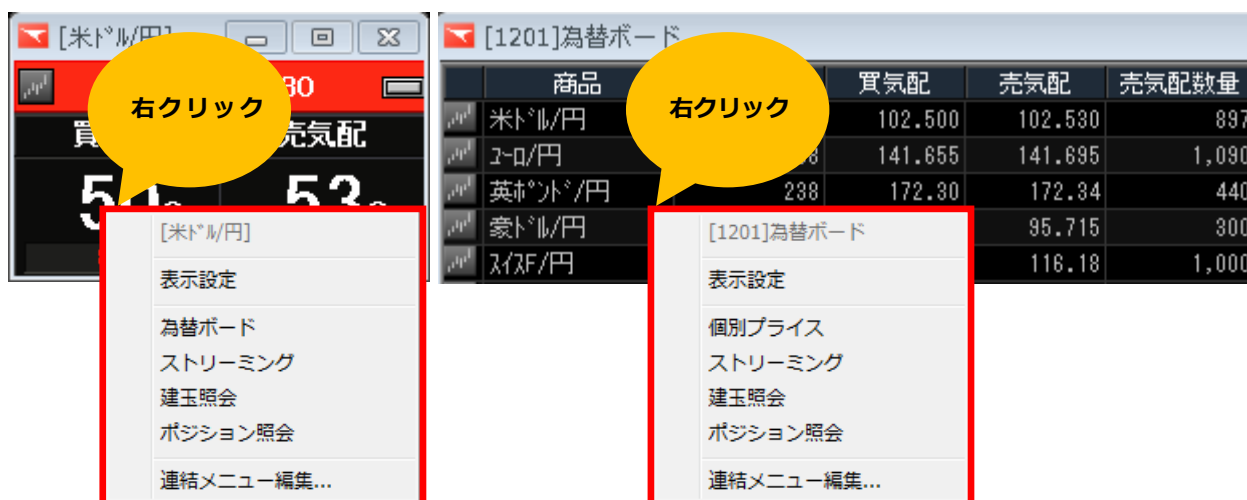 [米ドル/円]
右クリック
売気配
50
53
[米ドル/円]
表示設定
為替ボード
ストリーミング
建玉照会
ポジション照会
連結メニュー編集...
[1201]為替ボード
商品 買気配 売気配 売気配数量
右クリック
米ドル/円 102.500 102.530 897
ユーロ/円 141.655 141.695 1,090
英ポンド/円 238 172.30 172.34 440
豪ドル/円 95.715 300
スイスF/円 116.18 1,000
[1201]為替ボード
表示設定
個別プライス
ストリーミング
建玉照会
ポジション照会
連結メニュー編集...